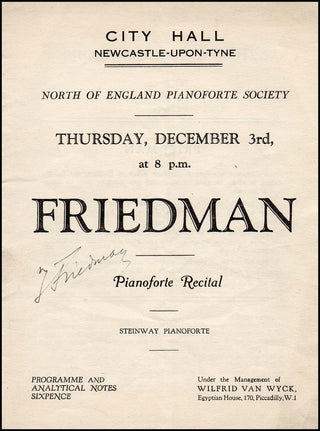 CITY HALL
NEWCASTLE-UPON-TYNE
NORTH OF ENGLAND PIANOFORTE SOCIETY
THURSDAY, DECEMBER 3rd,
at 8 p.m.
FRIEDMAN
I Friedman
Pianoforte Recital
STEINWAY PIANOFORTE
PROGRAMME AND
ANALYTICAL NOTES
SIXPENCE
Under the Management of
WILFRID VAN WYCK,
Egyptian House, 170, Piccadilly, W.1